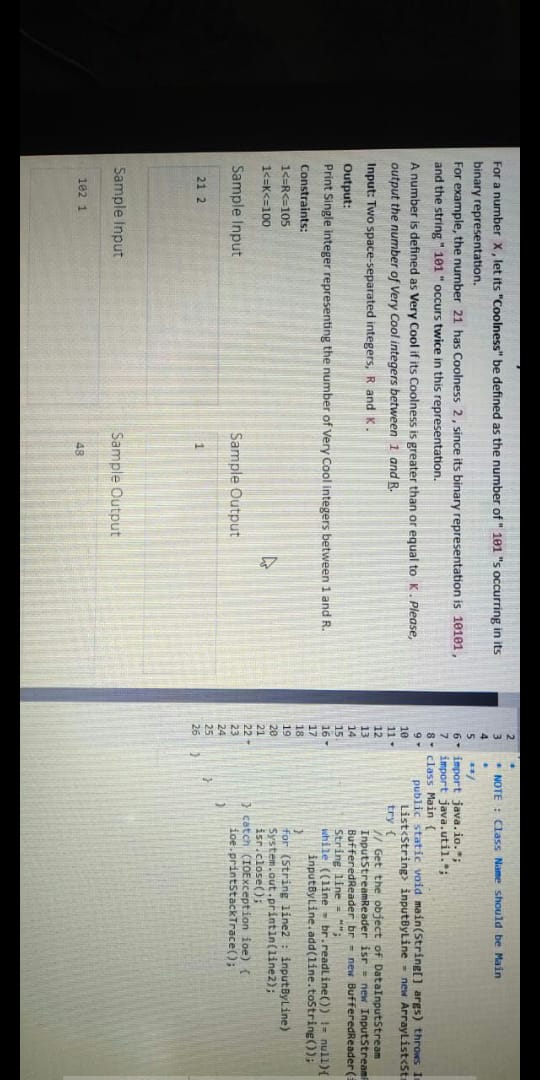 For a number X, let its "Coolness" be defined as the number of " 101 "s occurring in its
binary representation.
For example, the number 21 has Coolness 2, since its binary representation is 10101,
and the string " 101 " occurs twice in this representation.
A number is defined as Very Cool if its Coolness is greater than or equal to K. Please,
output the number of Very Cool integers between 1 and R.
Input: Two space-separated integers, R and K.
Output:
Print Single integer representing the number of Very Cool integers between 1 and R.
Constraints:
1<=R<=105
1<=K<=100
Sample Input
Sample Output
21 2
1
Sample Input
Sample Output
102 1
48
2 *
3 * NOTE : Class Name should be Main
4 *
5 **/
6 import java.io.*;
7 import java.util.*;
8 class Main {
9 public static void main(String[] args) throws
10 List<String> inputByLine = new
11 try {
12 // Get the object of DataInputStream
13 InputStreamReader isr = new
14 BufferedReader br = new BufferedReader(
15 String line = "";
16 while ((line = br.readLine()) != null){
17 inputByLine.add(line.toString());
18 }
19 for (String line2 : inputByLine)
20 System.out.println(line2);
21 isr.close();
22 } catch (IOException ioe) {
23 ioe.printStackTrace();
24 }
25 }
26 }